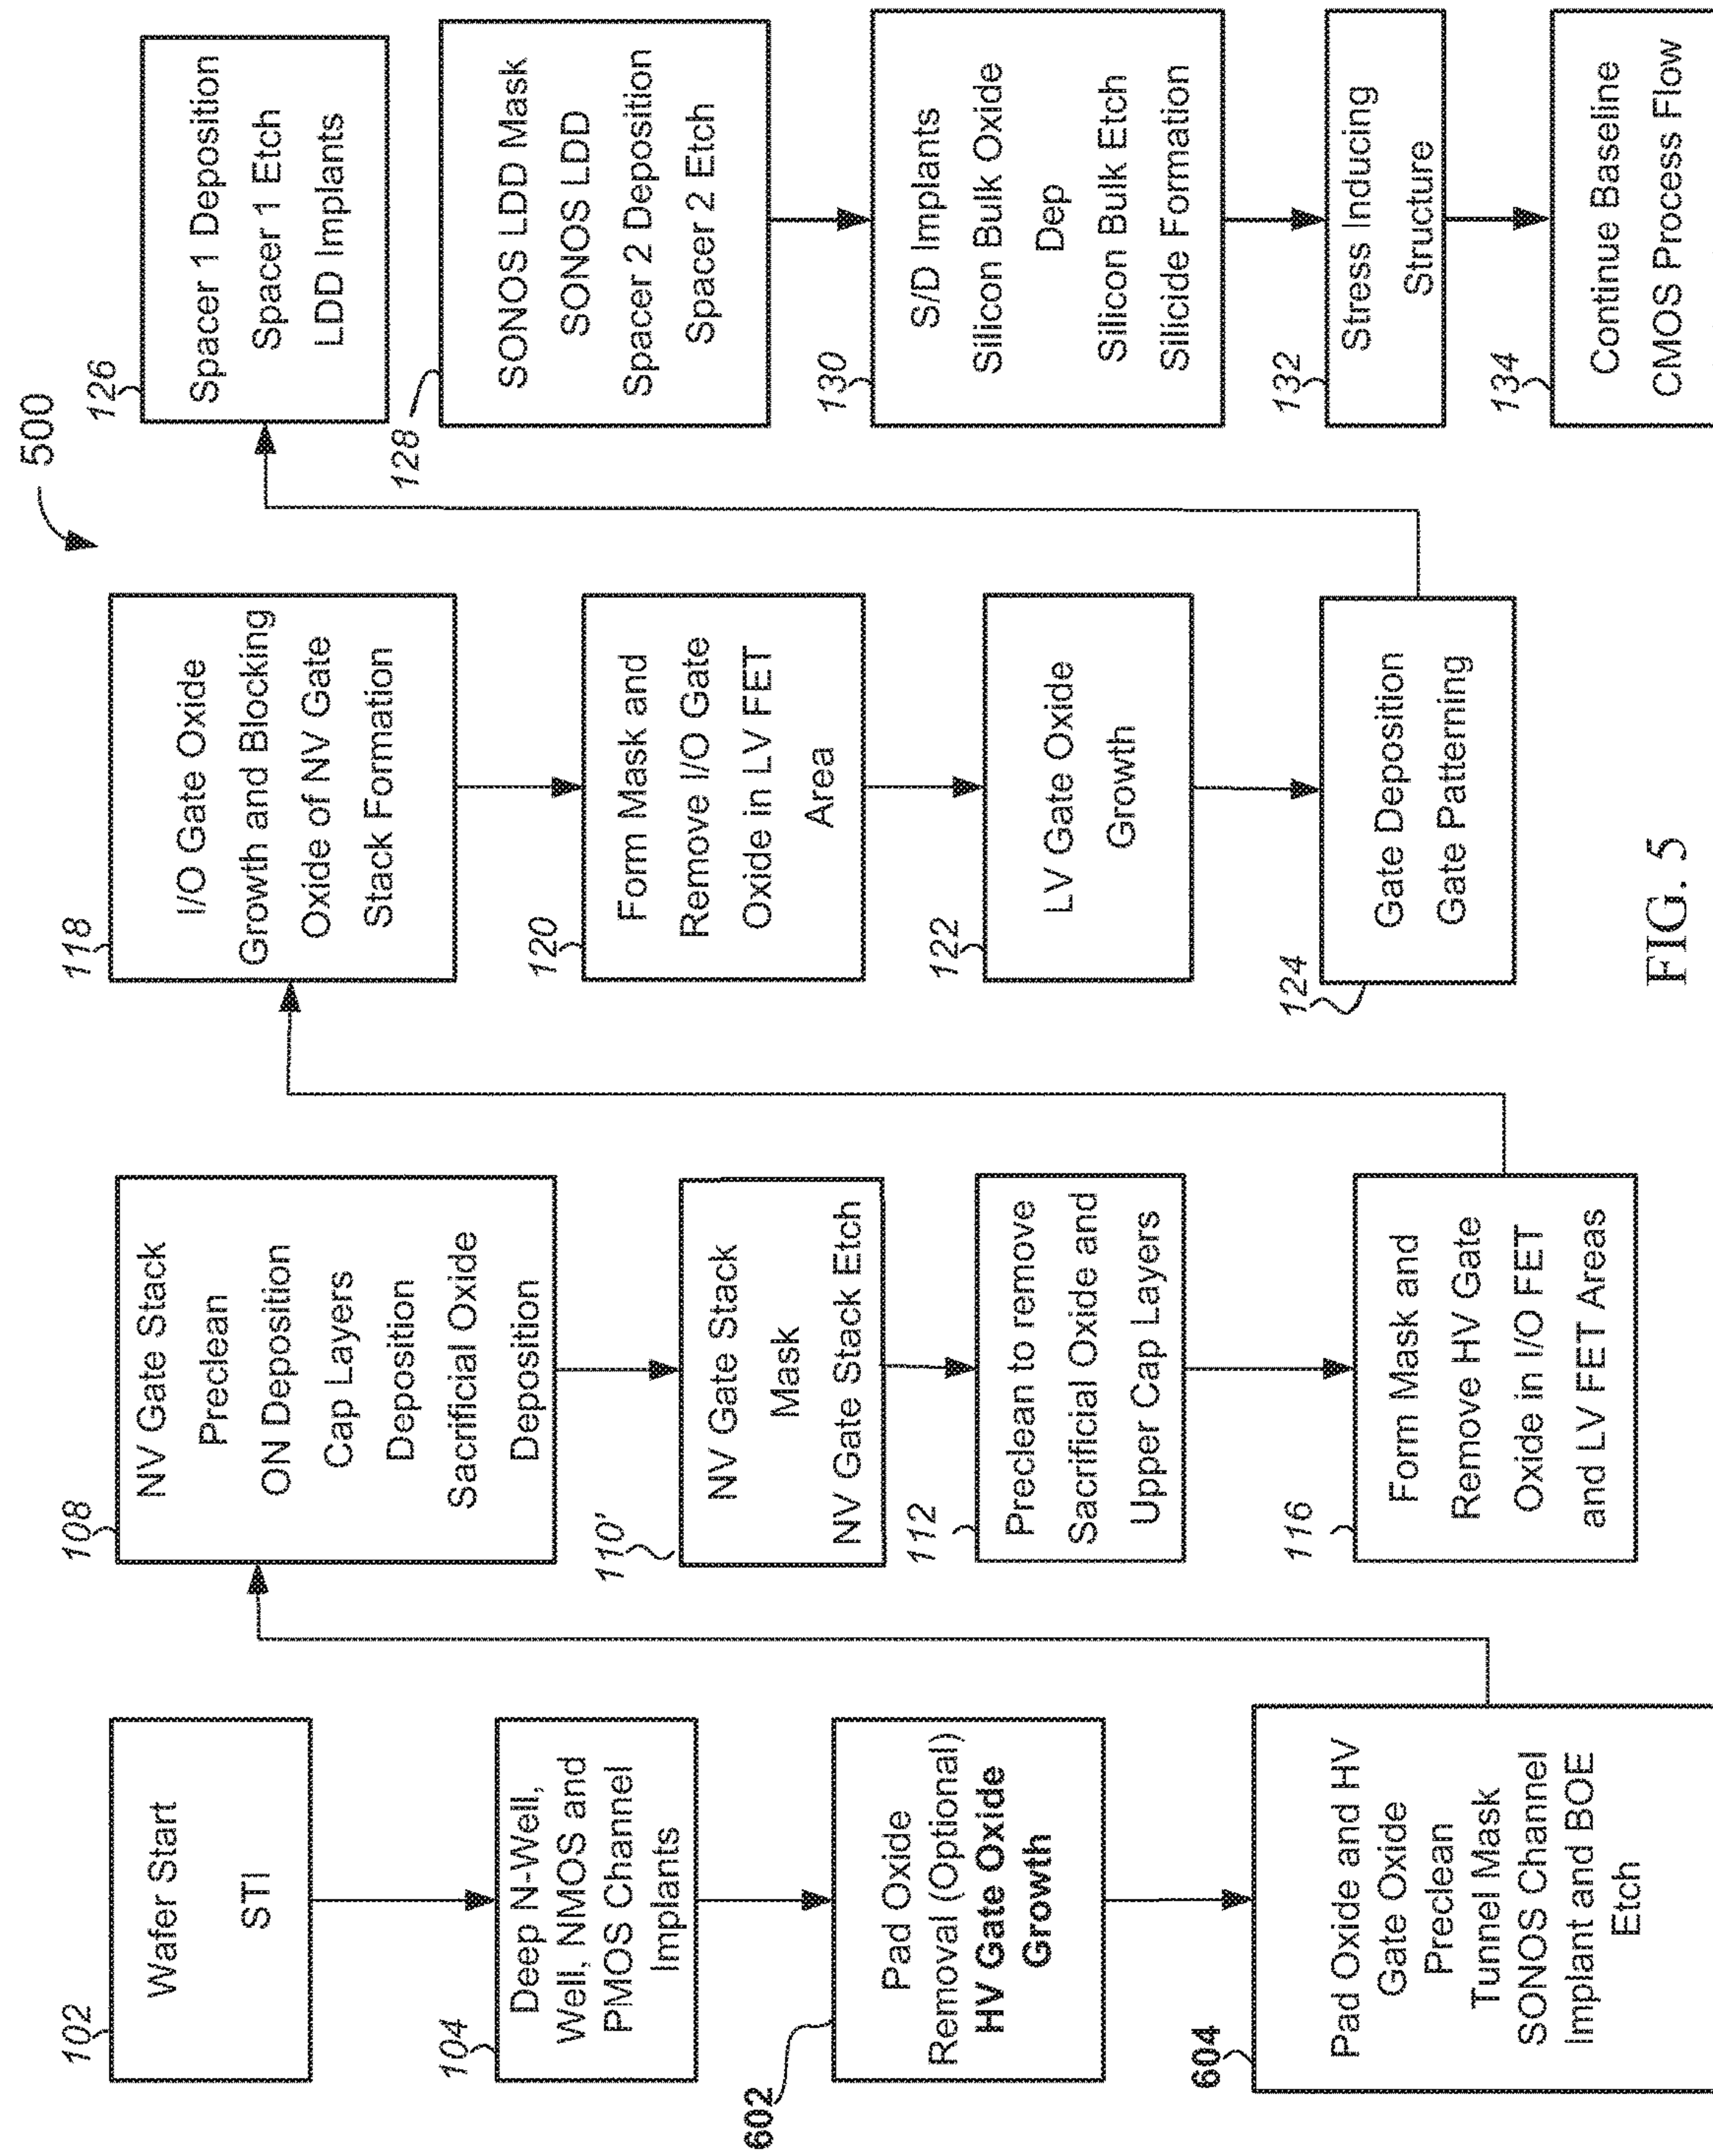 500
102
Wafer Start
STI
104
Deep N-Well,
Well, NMOS and
PMOS Channel
Implants
602
Pad Oxide
Removal (Optional)
HV Gate Oxide
Growth
604
Pad Oxide and HV
Gate Oxide
Preclean
Tunnel Mask
SONOS Channel
Implant and BOE
Etch
108
NV Gate Stack
Preclean
ON Deposition
Cap Layers
Deposition
Sacrificial Oxide
Deposition
110'
NV Gate Stack
Mask
NV Gate Stack Etch
112
Preclean to remove
Sacrificial Oxide and
Upper Cap Layers
116
Form Mask and
Remove HV Gate
Oxide in I/O FET
and LV FET Areas
118
I/O Gate Oxide
Growth and Blocking
Oxide of NV Gate
Stack Formation
120
Form Mask and
Remove I/O Gate
Oxide in LV FET
Area
122
LV Gate Oxide
Growth
124
Gate Deposition
Gate Patterning
126
Spacer 1 Deposition
Spacer 1 Etch
LDD Implants
128
SONOS LDD Mask
SONOS LDD
Spacer 2 Deposition
Spacer 2 Etch
130
S/D Implants
Silicon Bulk Oxide
Dep
Silicon Bulk Etch
Silicide Formation
132
Stress Inducing
Structure
134
Continue Baseline
CMOS Process Flow
FIG. 5